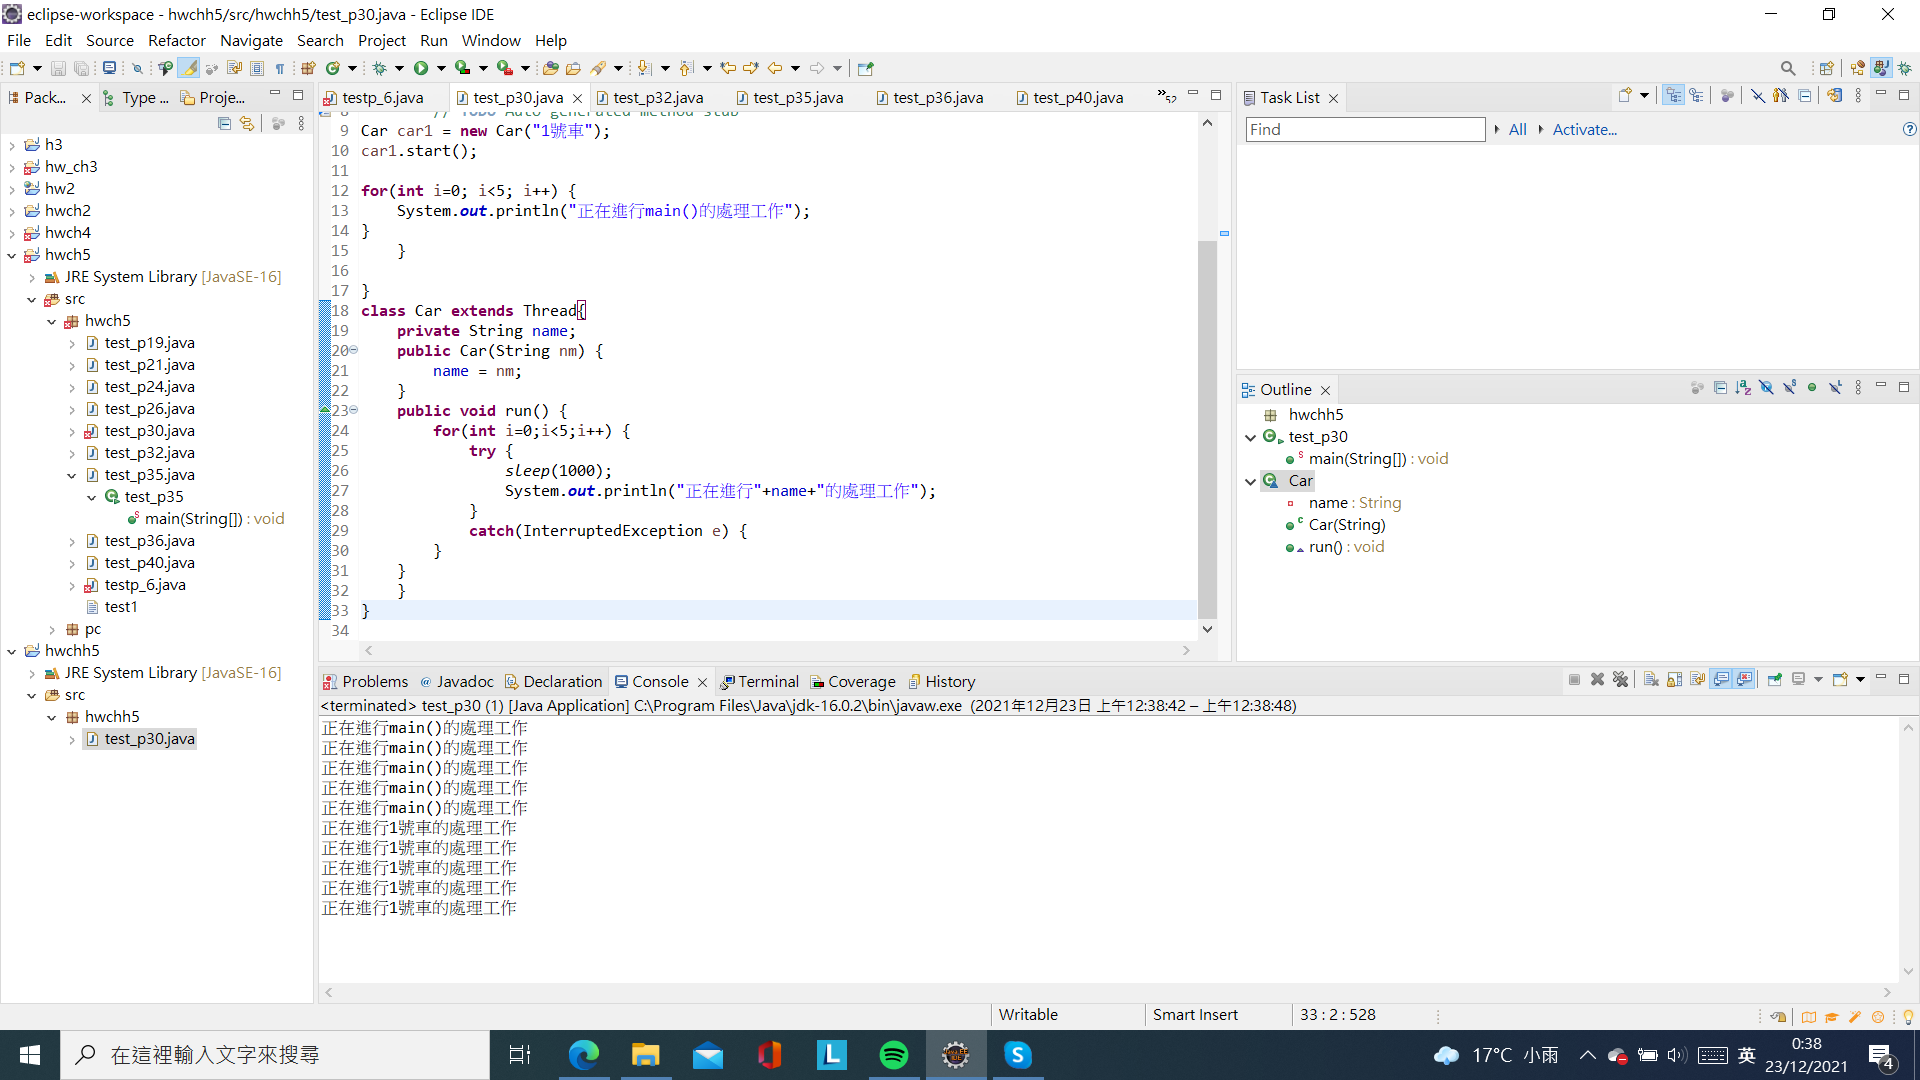 eclipse-workspace - hwchh5/src/hwchh5/test_p30.java - Eclipse IDE
File Edit Source Refactor Navigate Search Project Run Window Help
Pack... Type ... Proje...
h3
hw_ch3
hw2
hwch2
hwch4
hwch5
JRE System Library [JavaSE-16]
src
hwch5
test_p19.java
test_p21.java
test_p24.java
test_p26.java
test_p30.java
test_p32.java
test_p35.java
test_p35
main(String[]) : void
test_p36.java
test_p40.java
testp_6.java
test1
pc
hwchh5
JRE System Library [JavaSE-16]
src
hwchh5
test_p30.java
testp_6.java test_p30.java test_p32.java test_p35.java test_p36.java test_p40.java »52
8 // TODO Auto-generated method stub
9 Car car1 = new Car("1號車");
10 car1.start();
11
12 for(int i=0; i<5; i++) {
13 System.out.println("正在進行main()的處理工作");
14 }
15 }
16
17 }
18 class Car extends Thread{
19 private String name;
20 public Car(String nm) {
21 name = nm;
22 }
23 public void run() {
24 for(int i=0;i<5;i++) {
25 try {
26 sleep(1000);
27 System.out.println("正在進行"+name+"的處理工作");
28 }
29 catch(InterruptedException e) {
30 }
31 }
32 }
33 }
34
Task List
Find All Activate...
Outline
hwchh5
test_p30
main(String[]) : void
Car
name : String
Car(String)
run() : void
Problems Javadoc Declaration Console Terminal Coverage History
<terminated> test_p30 (1) [Java Application] C:\Program Files\Java\jdk-16.0.2\bin\javaw.exe (2021年12月23日 上午12:38:42 – 上午12:38:48)
正在進行main()的處理工作
正在進行main()的處理工作
正在進行main()的處理工作
正在進行main()的處理工作
正在進行main()的處理工作
正在進行1號車的處理工作
正在進行1號車的處理工作
正在進行1號車的處理工作
正在進行1號車的處理工作
正在進行1號車的處理工作
Writable Smart Insert 33 : 2 : 528
在這裡輸入文字來搜尋
17°C 小雨 英 0:38
23/12/2021
4